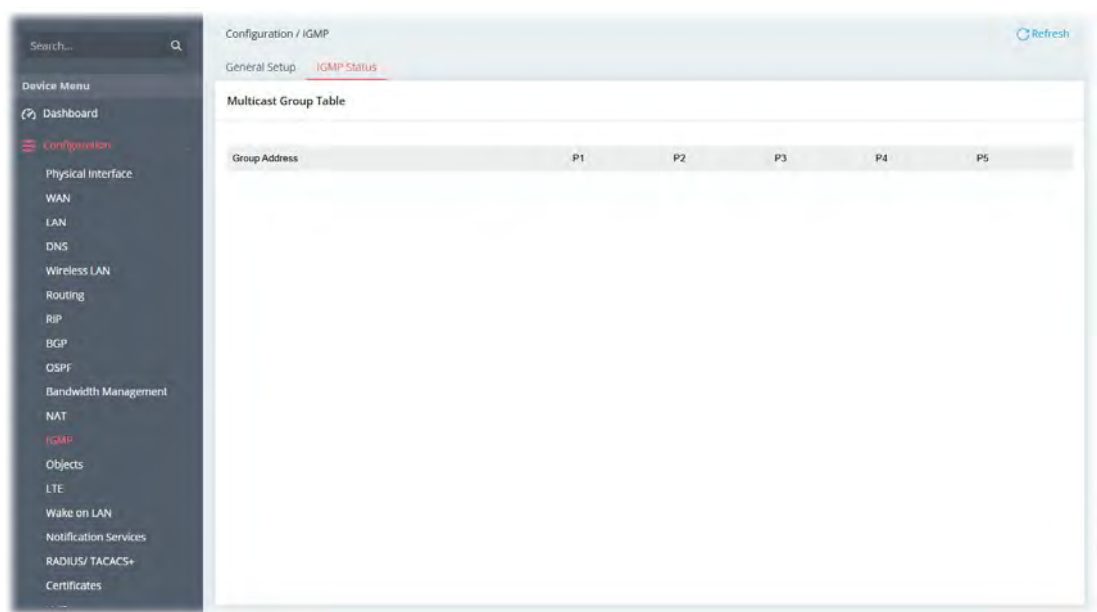 Search...
Device Menu
Dashboard
Configuration
Physical Interface
WAN
LAN
DNS
Wireless LAN
Routing
RIP
BGP
OSPF
Bandwidth Management
NAT
IGMP
Objects
LTE
Wake on LAN
Notification Services
RADIUS/ TACACS+
Certificates
Configuration / IGMP
Refresh
General Setup IGMP Status
Multicast Group Table
Group Address P1 P2 P3 P4 P5